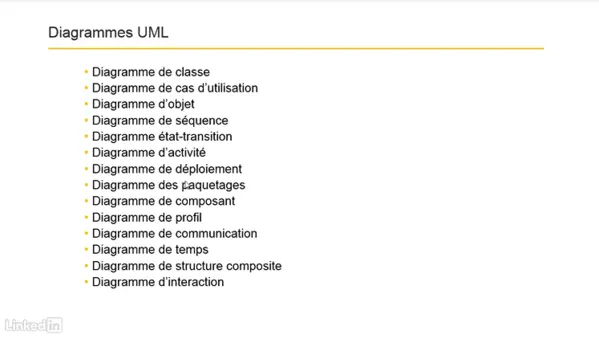 Diagrammes UML
• Diagramme de classe
• Diagramme de cas d’utilisation
• Diagramme d’objet
• Diagramme de séquence
• Diagramme état-transition
• Diagramme d’activité
• Diagramme de déploiement
• Diagramme des paquetages
• Diagramme de composant
• Diagramme de profil
• Diagramme de communication
• Diagramme de temps
• Diagramme de structure composite
• Diagramme d’interaction
LinkedIn